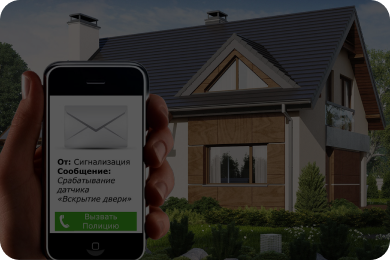 От: Сигнализация
Сообщение:
Срабатывание
датчика
«Вскрытие двери»
Вызвать
Полицию